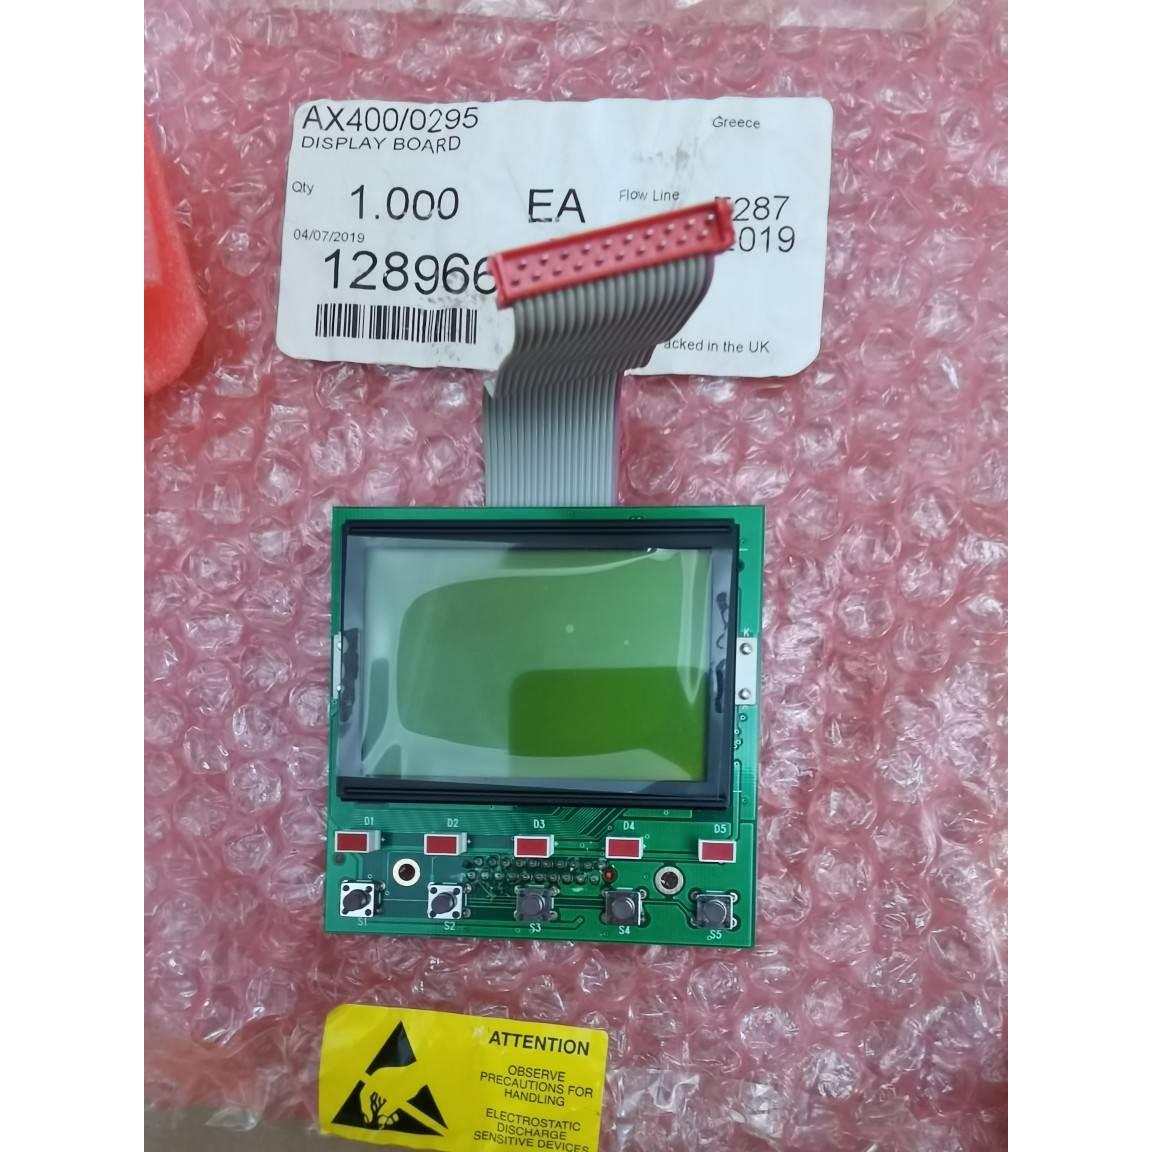 AX400/0295
DISPLAY BOARD
Greece
Qty 1.000 EA Flow Line 287
04/07/2019 2019
128966
acked in the UK
K
D1 D2 D3 D4 D5
S1 S2 S3 S4 S5
ATTENTION
OBSERVE
PRECAUTIONS FOR
HANDLING
ELECTROSTATIC
DISCHARGE
SENSITIVE DEVICES